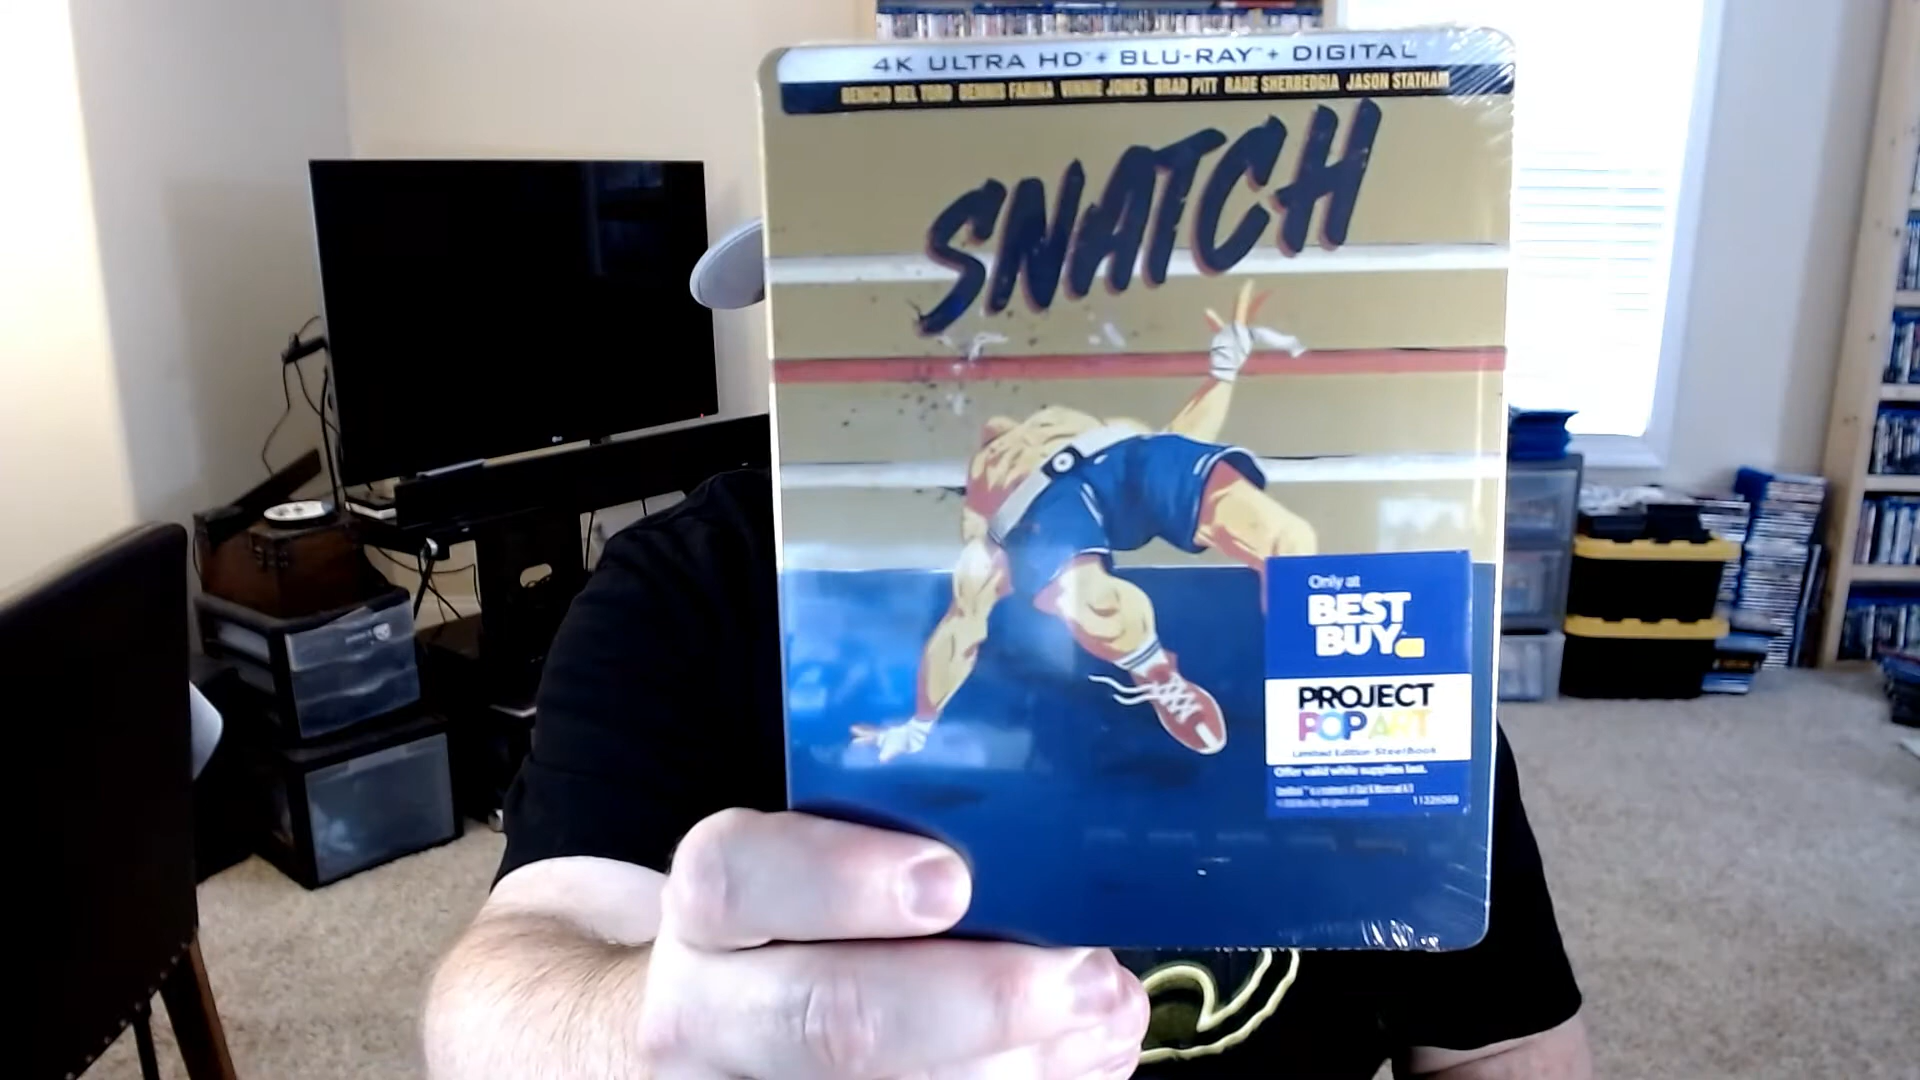 4K ULTRA HD + BLU-RAY + DIGITAL
BENICIO DEL TORO DENNIS FARINA VINNIE JONES BRAD PITT RADE SHERBEDGIA JASON STATHAM
SNATCH
Only at
BEST
BUY
PROJECT
POP ART
Limited Edition SteelBook
Offer valid while supplies last.